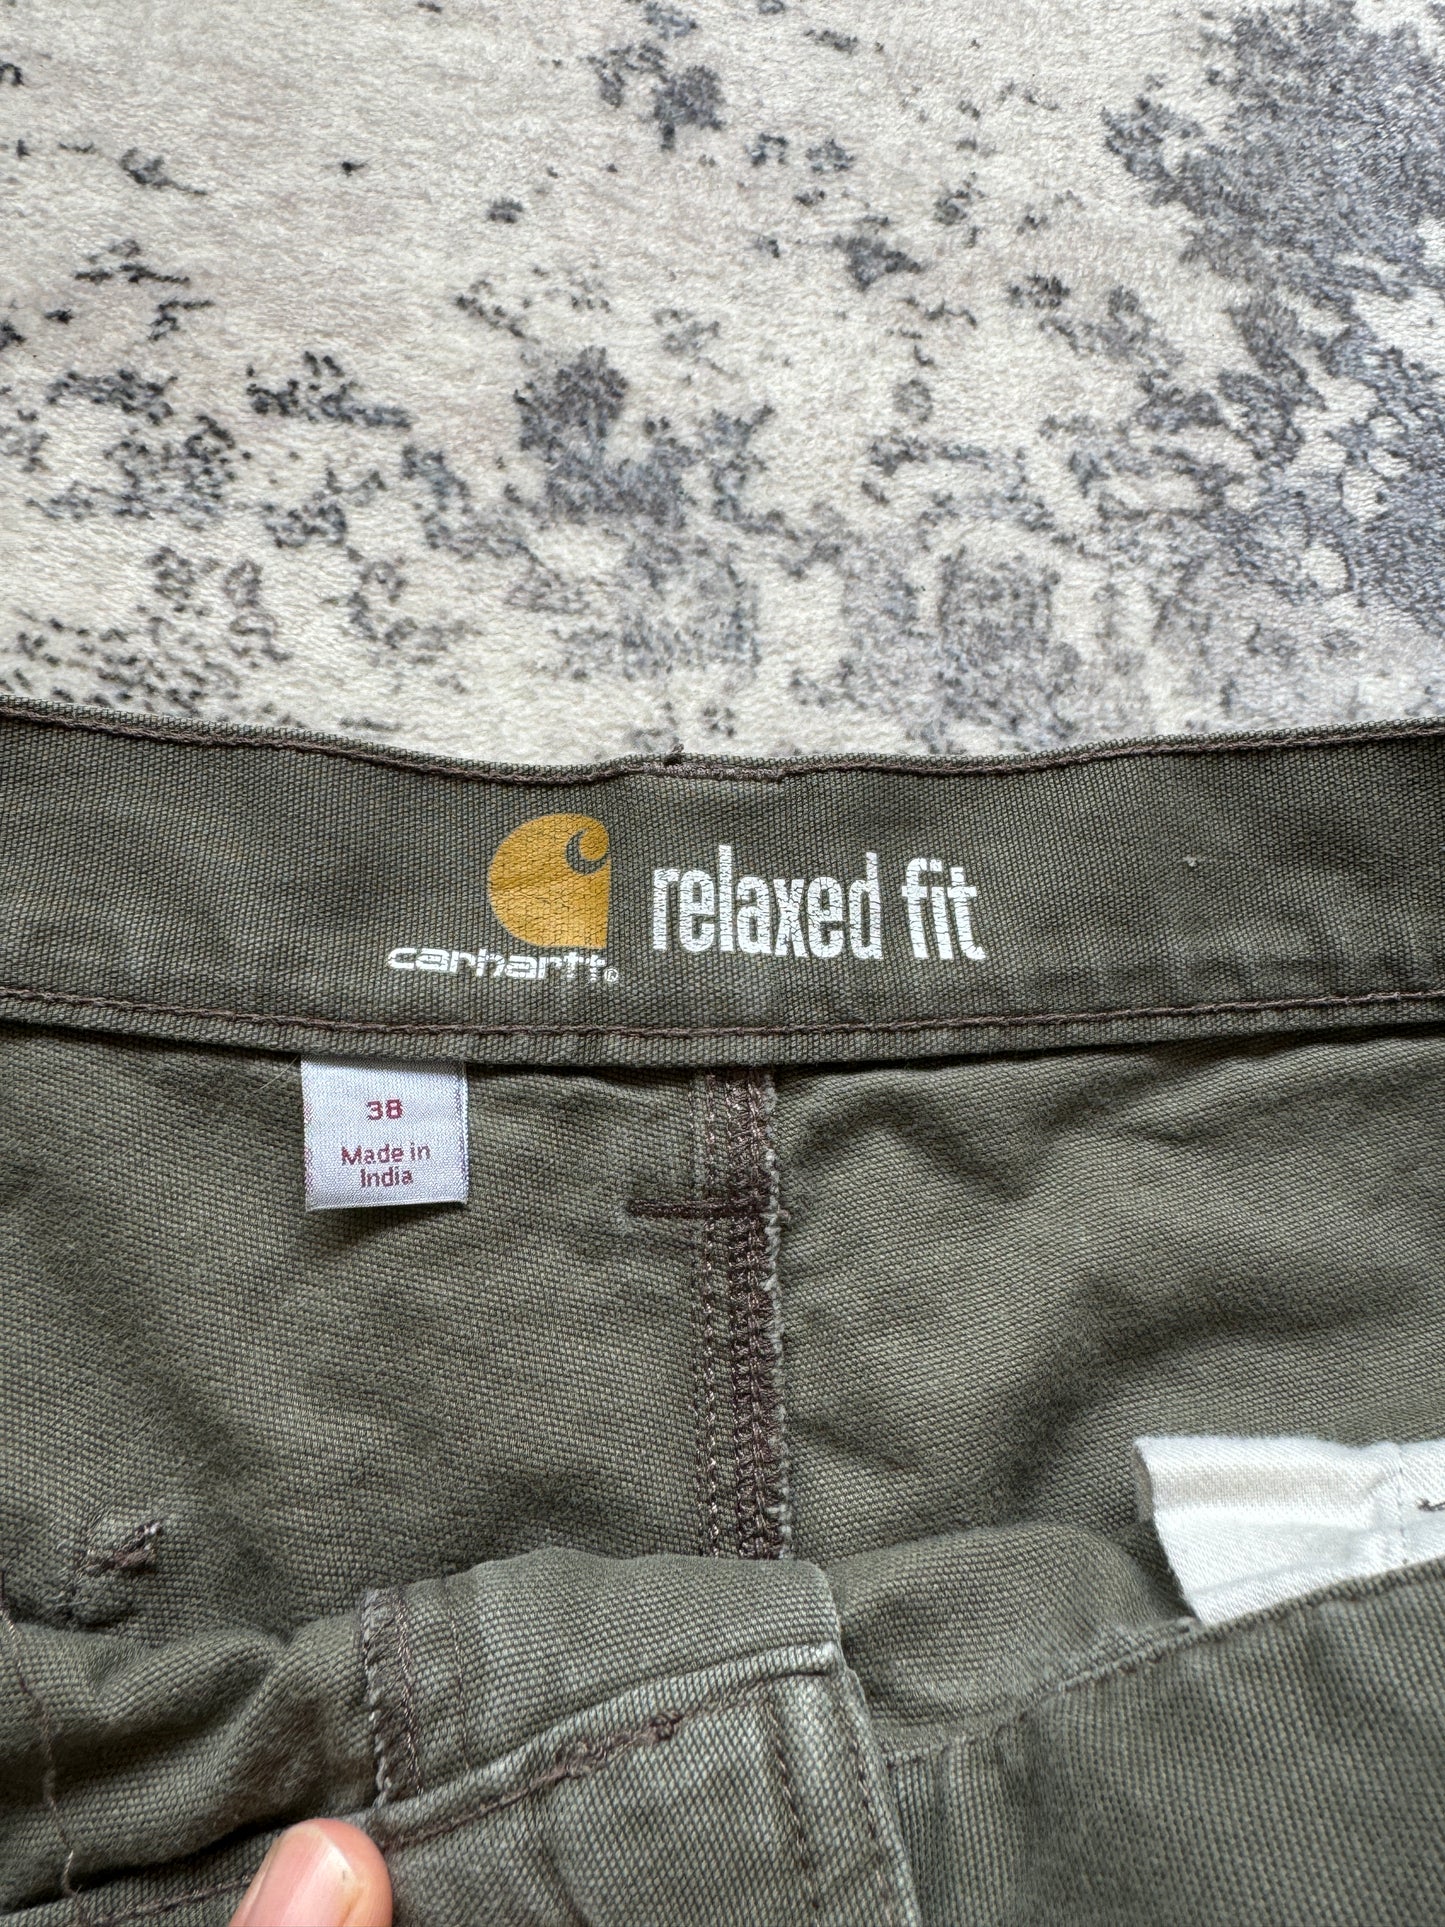 relaxed fit
carhartt®
38
Made in
India